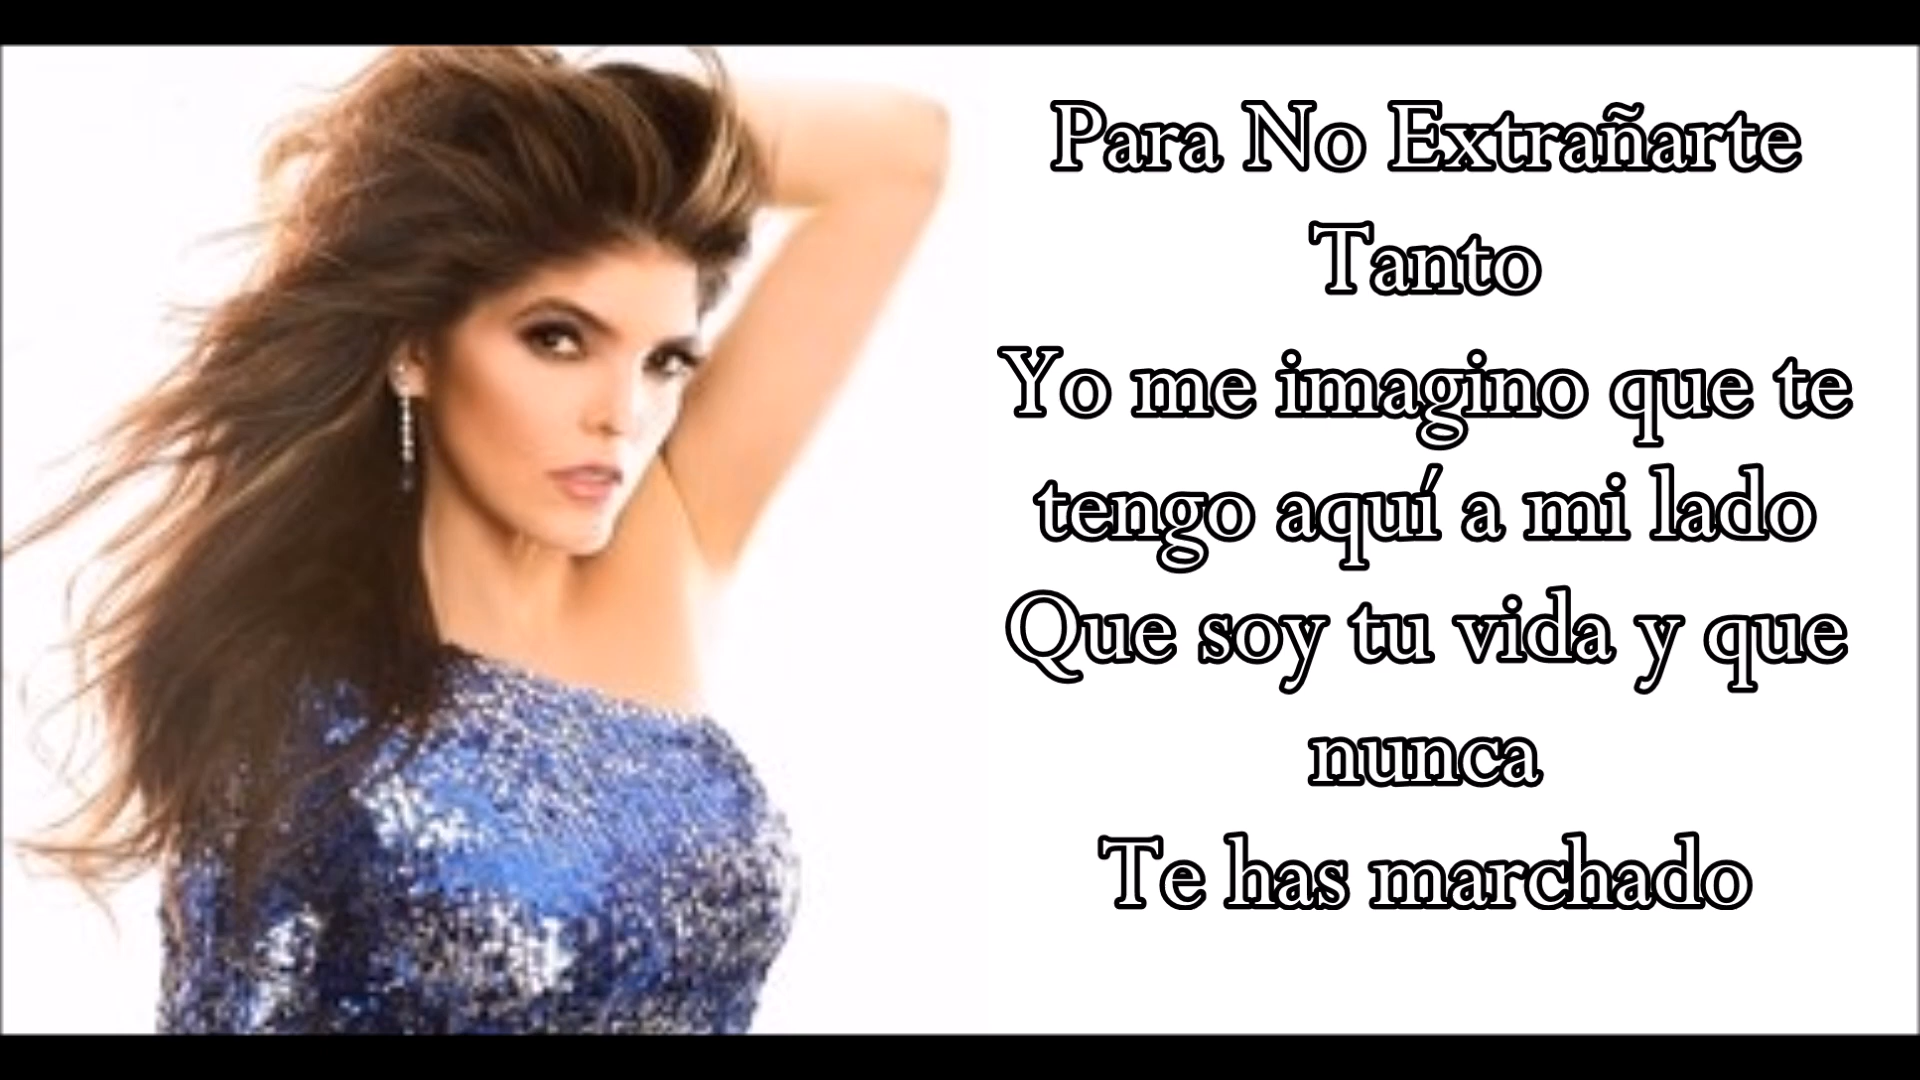 Para No Extrañarte
Tanto
Yo me imagino que te
tengo aquí a mi lado
Que soy tu vida y que
nunca
Te has marchado